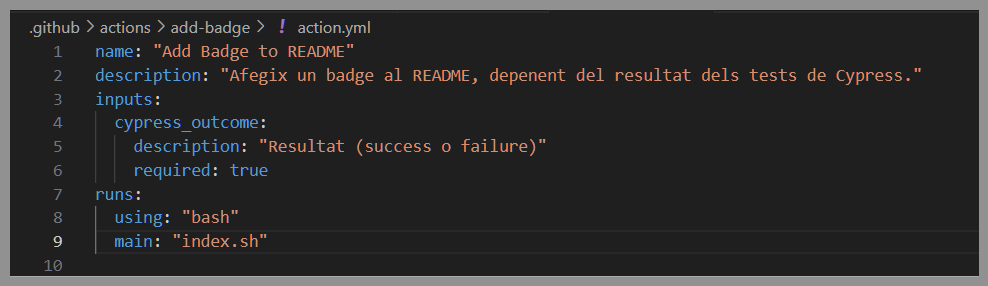 .github > actions > add-badge > ! action.yml
1 name: "Add Badge to README"
2 description: "Afegix un badge al README, depenent del resultat dels tests de Cypress."
3 inputs:
4 cypress_outcome:
5 description: "Resultat (success o failure)"
6 required: true
7 runs:
8 using: "bash"
9 main: "index.sh"
10